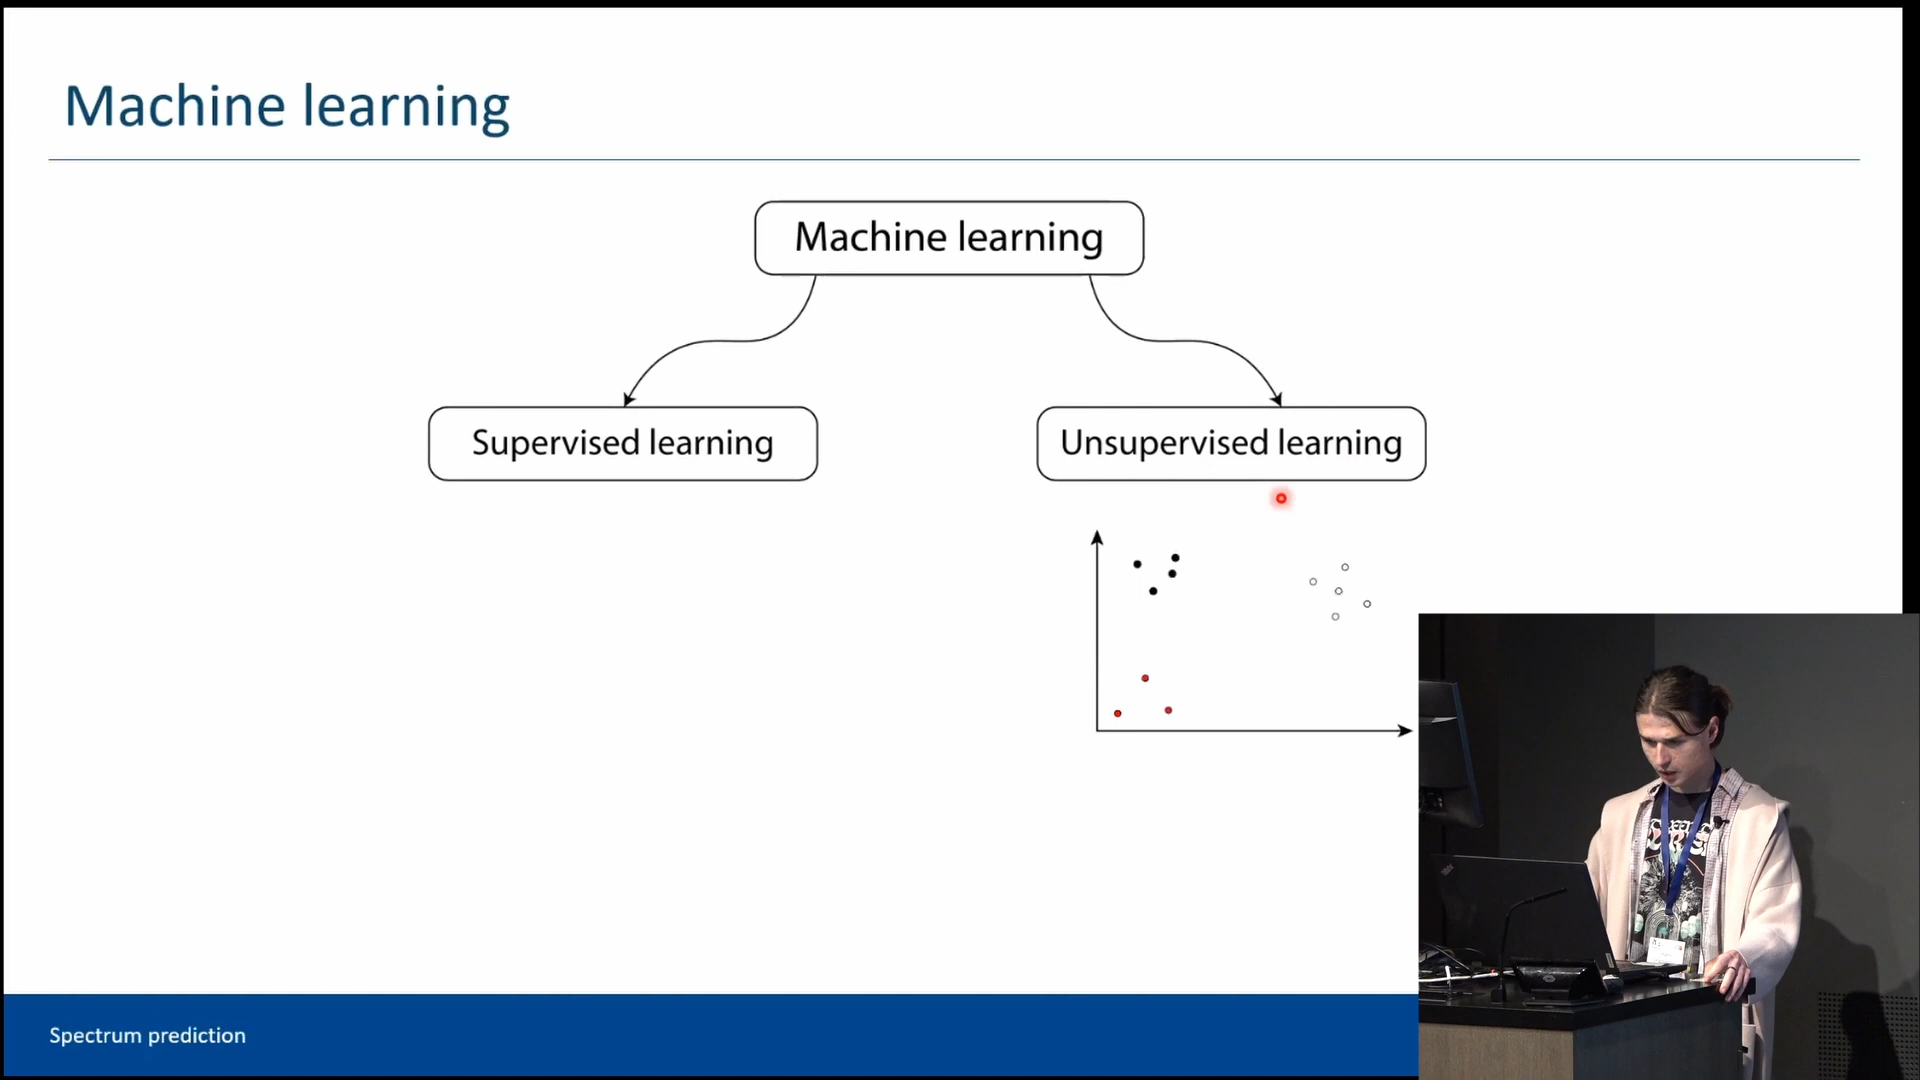 Machine learning
Machine learning
Supervised learning
Unsupervised learning
Spectrum prediction